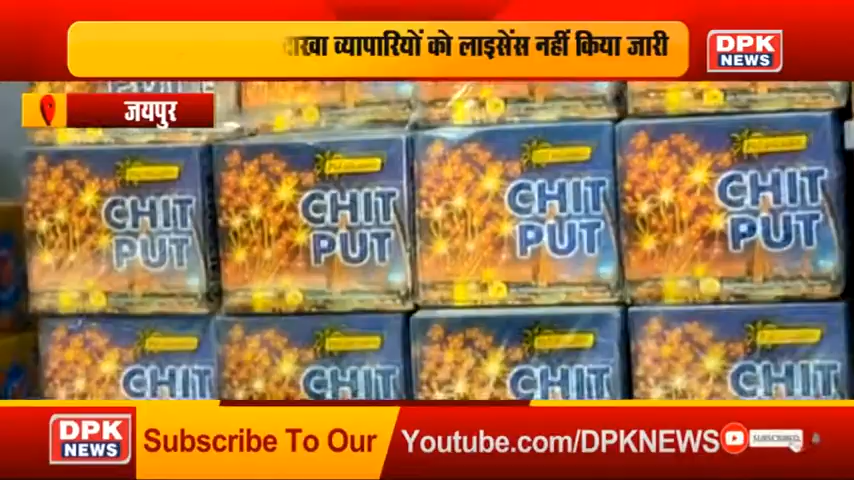 व्यापारियों को लाइसेंस नहीं किया जारी
DPK
NEWS
जयपुर
CHIT
PUT
CHIT
PUT
CHIT
PUT
CHIT
PUT
CHIT
CHIT
CHIT
CHIT
DPK
NEWS
Subscribe To Our
Youtube.com/DPKNEWS
SUBSCRIBE